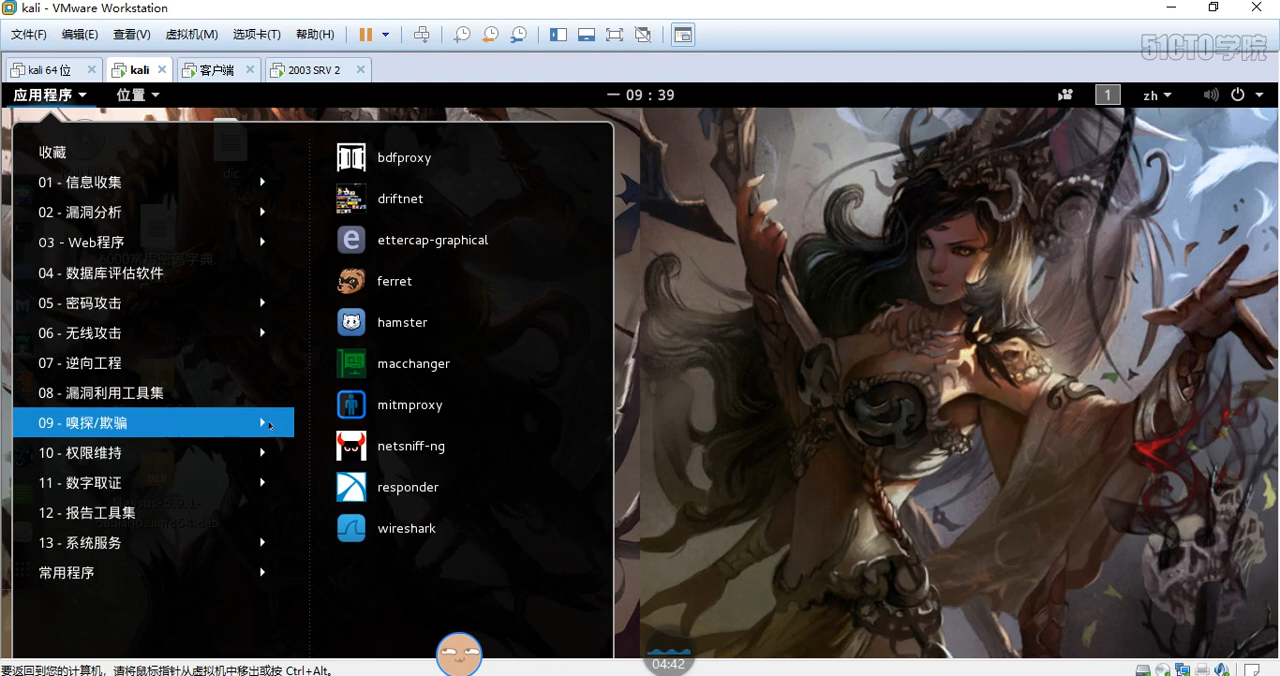 kali - VMware Workstation
文件(F) 编辑(E) 查看(V) 虚拟机(M) 选项卡(T) 帮助(H)
51CTO学院
kali 64 位 kali 客户端 2003 SRV 2
应用程序 位置 一 09：39 1 zh
收藏
01 - 信息收集
02 - 漏洞分析
03 - Web程序
04 - 数据库评估软件
05 - 密码攻击
06 - 无线攻击
07 - 逆向工程
08 - 漏洞利用工具集
09 - 嗅探/欺骗
10 - 权限维持
11 - 数字取证
12 - 报告工具集
13 - 系统服务
常用程序
bdfproxy
driftnet
ettercap-graphical
ferret
hamster
macchanger
mitmproxy
netsniff-ng
responder
wireshark
dic
04:42
要返回到您的计算机，请将鼠标指针从虚拟机中移出或按 Ctrl+Alt。